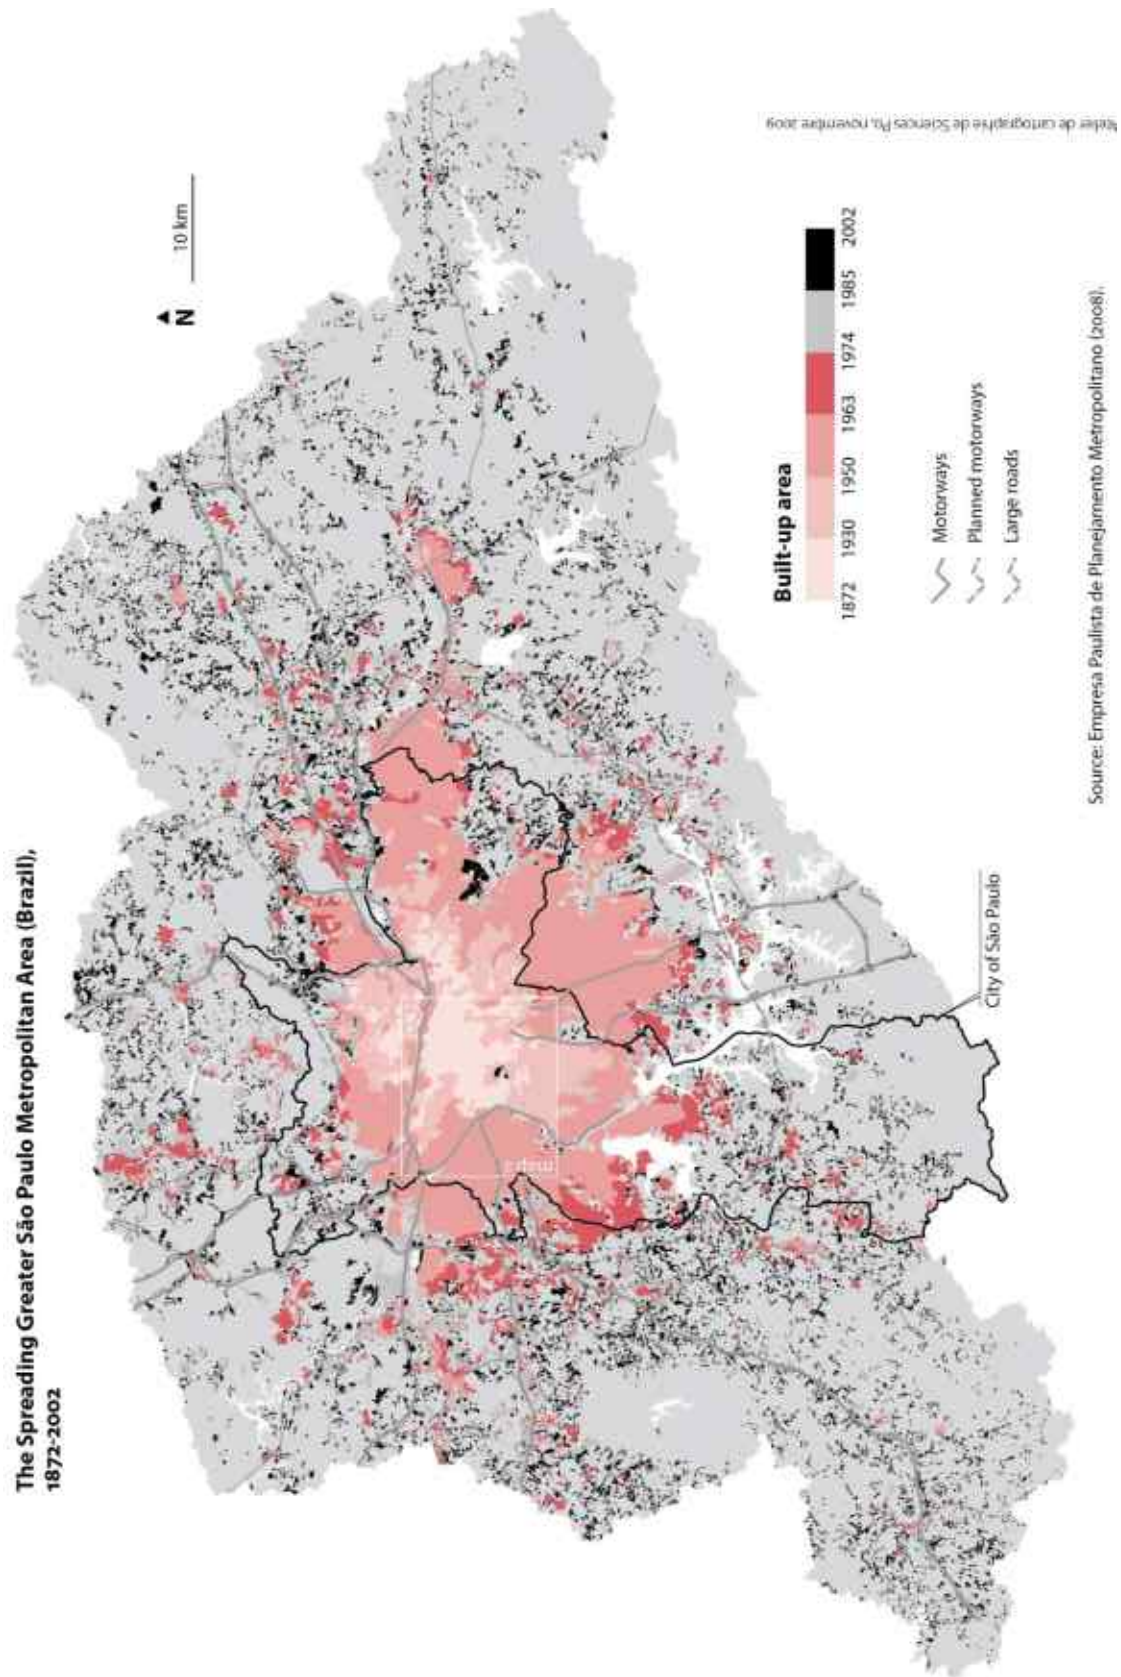 The Spreading Greater São Paulo Metropolitan Area (Brazil),
1872-2002
N
10 km
map 2
City of São Paulo
Built-up area
1872 1930 1950 1963 1974 1985 2002
Motorways
Planned motorways
Large roads
Source: Empresa Paulista de Planejamento Metropolitano (2008).
Atelier de cartographie de Sciences Po, novembre 2009